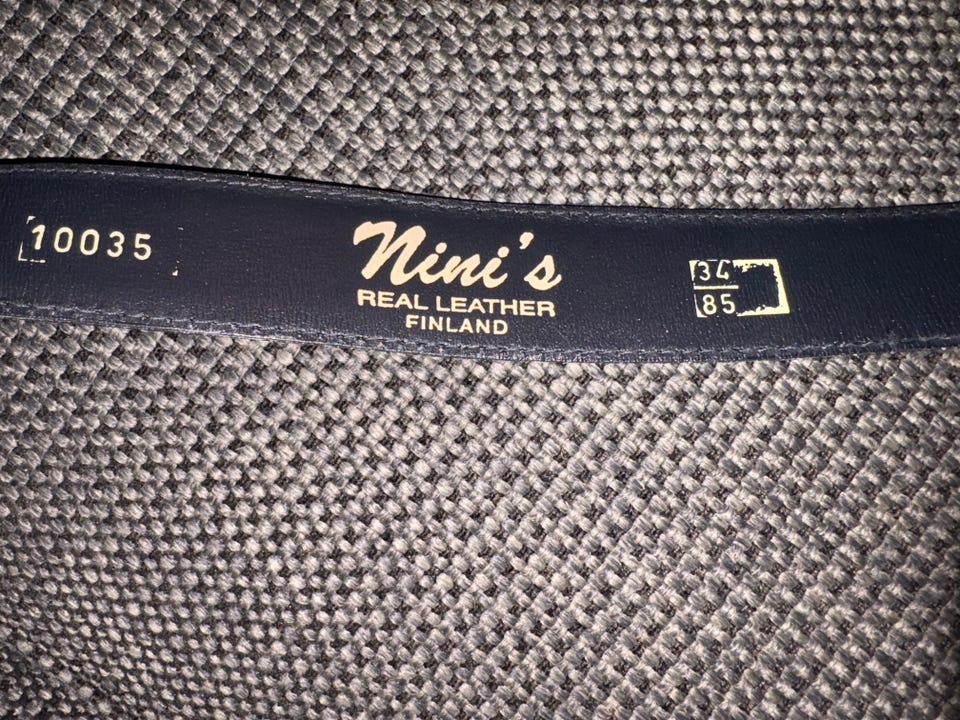 10035
Nini's
REAL LEATHER
FINLAND
34
85